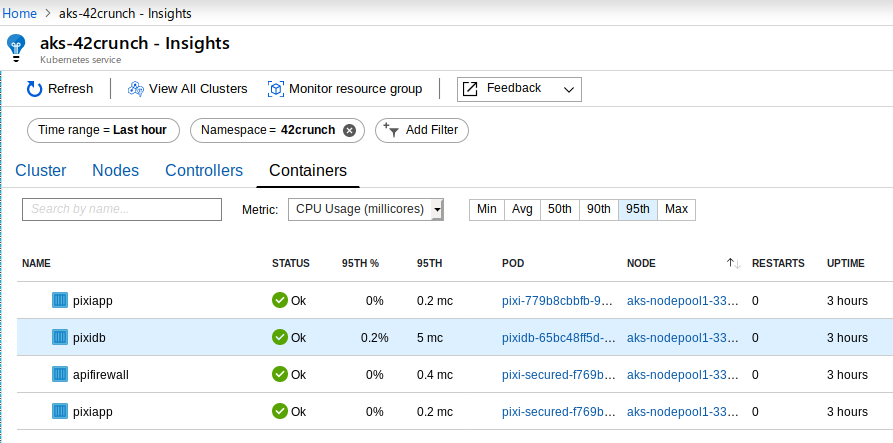 Home > aks-42crunch - Insights
aks-42crunch - Insights
Kubernetes service
Refresh View All Clusters Monitor resource group Feedback
Time range = Last hour Namespace = 42crunch Add Filter
Cluster Nodes Controllers Containers
Search by name... Metric: CPU Usage (millicores) Min Avg 50th 90th 95th Max
NAME STATUS 95TH % 95TH POD NODE RESTARTS UPTIME
pixiapp Ok 0% 0.2 mc pixi-779b8cbbfb-9... aks-nodepool1-33... 0 3 hours
pixidb Ok 0.2% 5 mc pixidb-65bc48ff5d-... aks-nodepool1-33... 0 3 hours
apifirewall Ok 0% 0.4 mc pixi-secured-f769b... aks-nodepool1-33... 0 3 hours
pixiapp Ok 0% 0.2 mc pixi-secured-f769b... aks-nodepool1-33... 0 3 hours